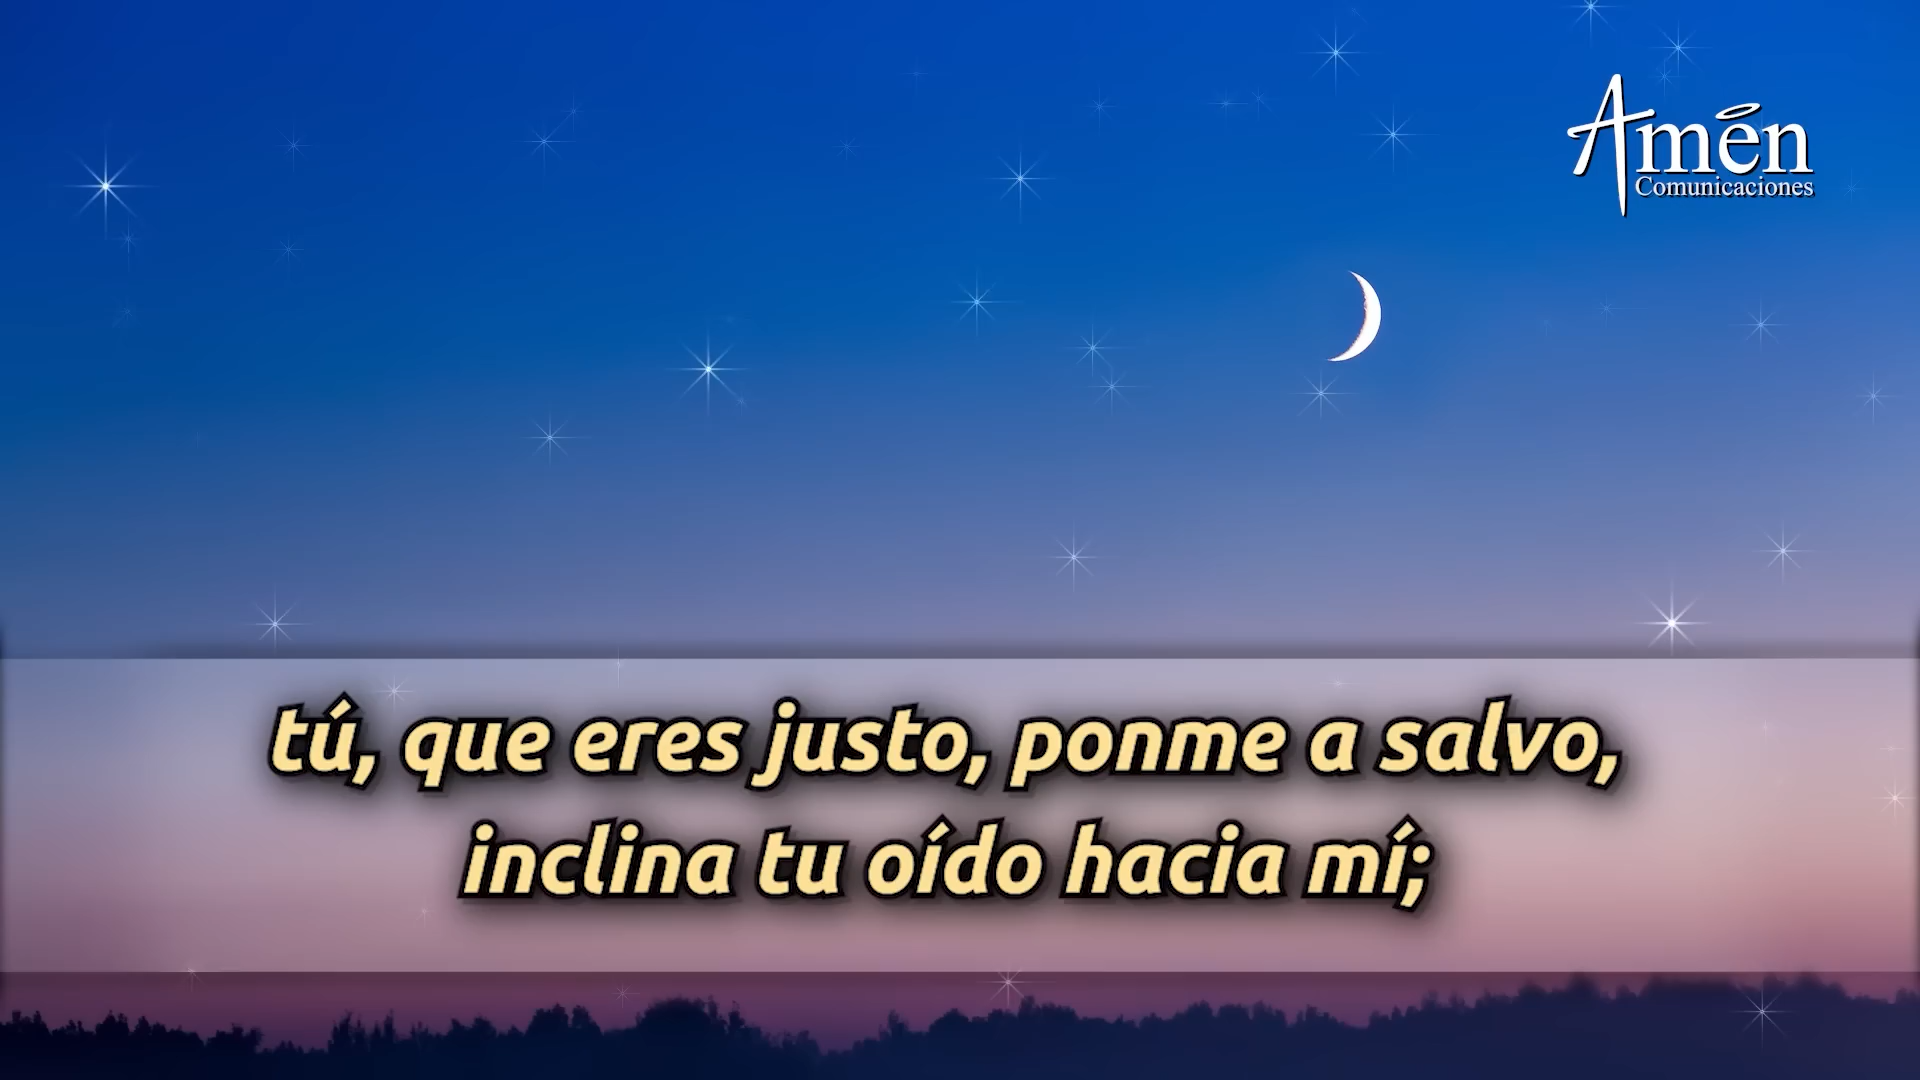 Amén
Comunicaciones
tú, que eres justo, ponme a salvo,
inclina tu oído hacia mí;